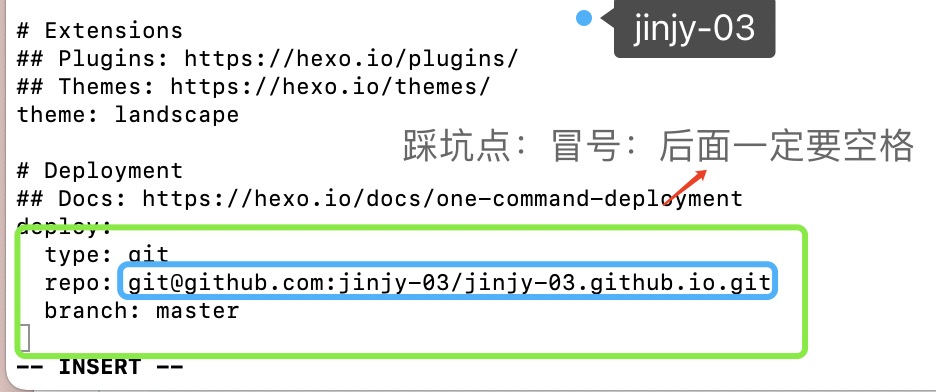 jinjy-03
# Extensions
## Plugins: https://hexo.io/plugins/
## Themes: https://hexo.io/themes/
theme: landscape
踩坑点：冒号：后面一定要空格
# Deployment
## Docs: https://hexo.io/docs/one-command-deployment
deploy:
  type: git
  repo: git@github.com:jinjy-03/jinjy-03.github.io.git
  branch: master
-- INSERT --